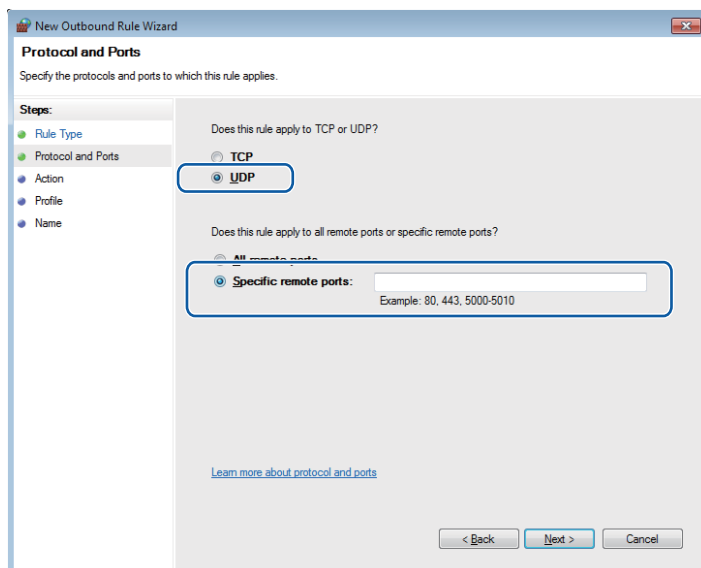 New Outbound Rule Wizard
Protocol and Ports
Specify the protocols and ports to which this rule applies.
Steps:
Rule Type
Protocol and Ports
Action
Profile
Name
Does this rule apply to TCP or UDP?
TCP
UDP
Does this rule apply to all remote ports or specific remote ports?
All remote ports
Specific remote ports:
Example: 80, 443, 5000-5010
Learn more about protocol and ports
< Back
Next >
Cancel